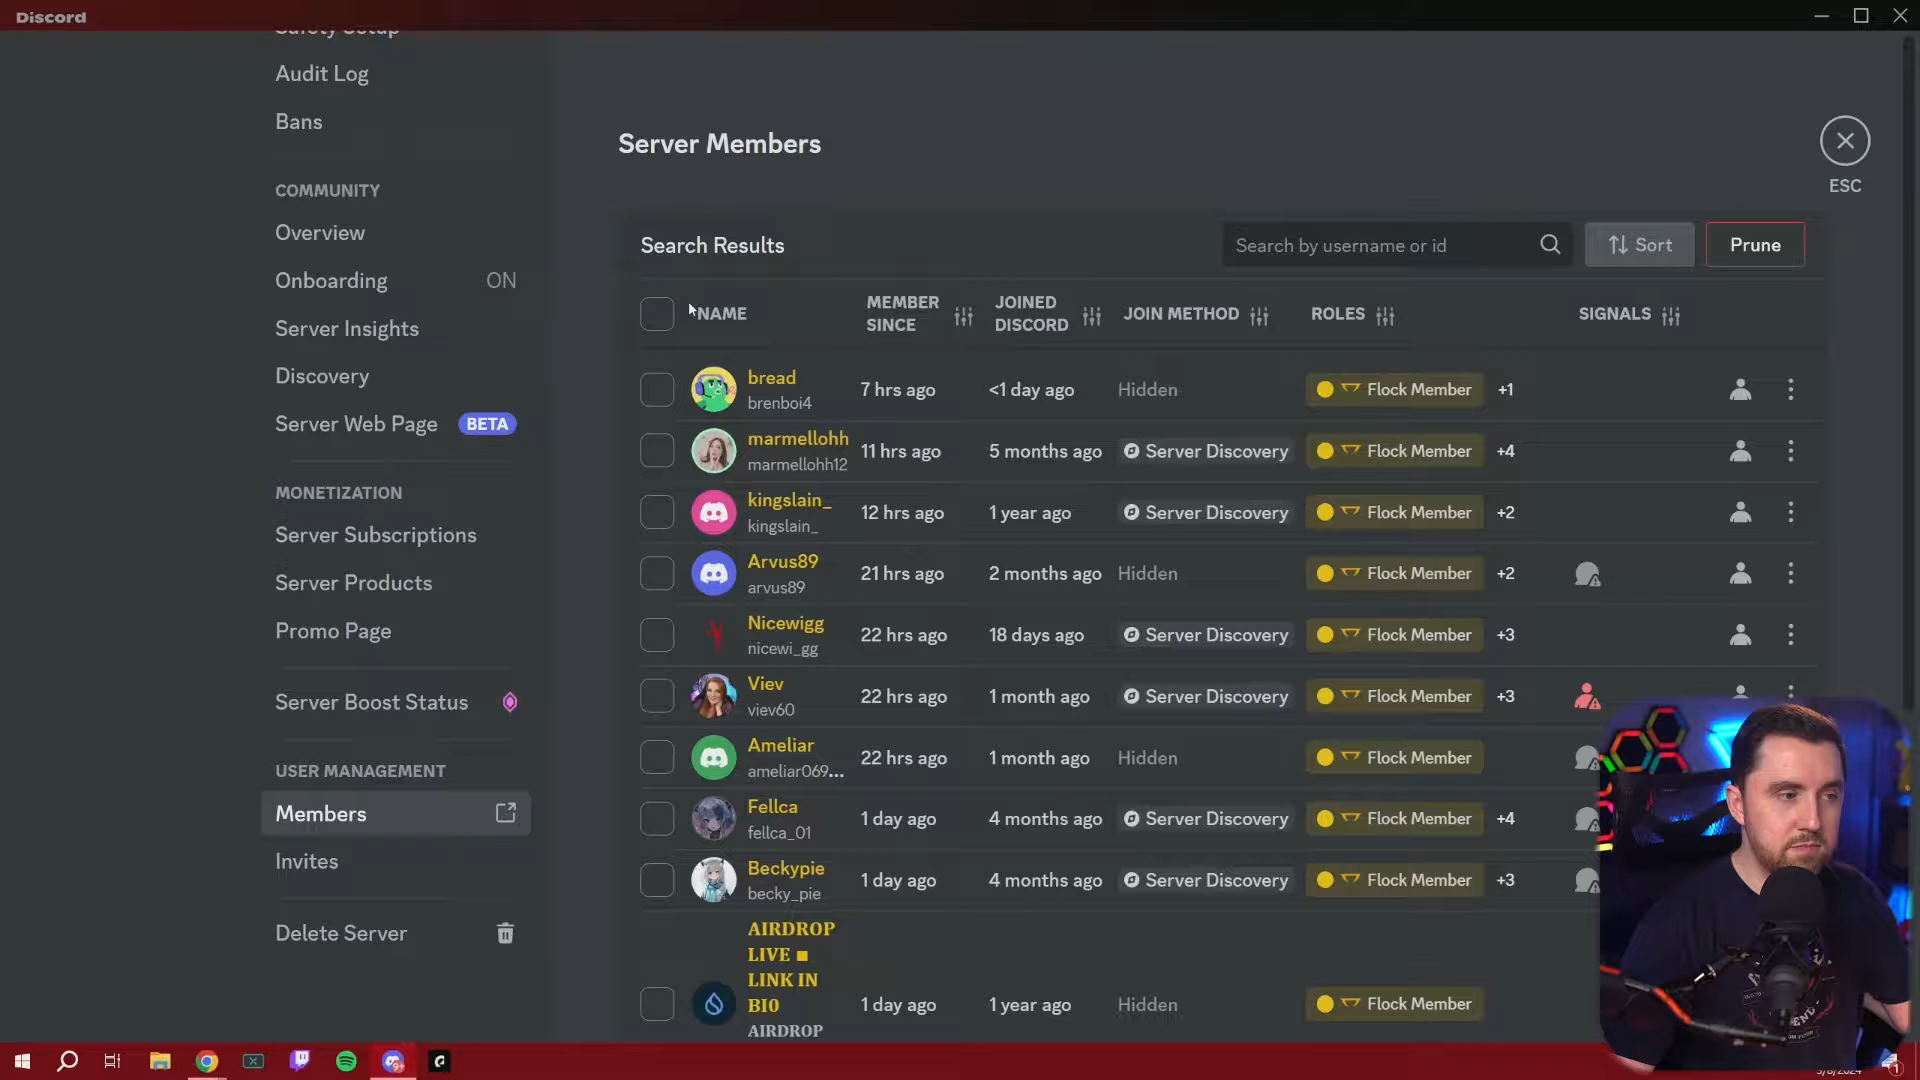 Discord
Safety Setup
Audit Log
Bans
COMMUNITY
Overview
Onboarding ON
Server Insights
Discovery
Server Web Page BETA
MONETIZATION
Server Subscriptions
Server Products
Promo Page
Server Boost Status
USER MANAGEMENT
Members
Invites
Delete Server
Server Members
ESC
Search Results
Search by username or id
Sort
Prune
NAME MEMBER SINCE JOINED DISCORD JOIN METHOD ROLES SIGNALS
bread
brenboi4
7 hrs ago <1 day ago Hidden Flock Member +1
marmellohh
marmellohh12
11 hrs ago 5 months ago Server Discovery Flock Member +4
kingslain_
kingslain_
12 hrs ago 1 year ago Server Discovery Flock Member +2
Arvus89
arvus89
21 hrs ago 2 months ago Hidden Flock Member +2
Nicewigg
nicewi_gg
22 hrs ago 18 days ago Server Discovery Flock Member +3
Viev
viev60
22 hrs ago 1 month ago Server Discovery Flock Member +3
Ameliar
ameliar069...
22 hrs ago 1 month ago Hidden Flock Member
Fellca
fellca_01
1 day ago 4 months ago Server Discovery Flock Member +4
Beckypie
becky_pie
1 day ago 4 months ago Server Discovery Flock Member +3
AIRDROP
LIVE ■
LINK IN
BI0
AIRDROP
1 day ago 1 year ago Hidden Flock Member